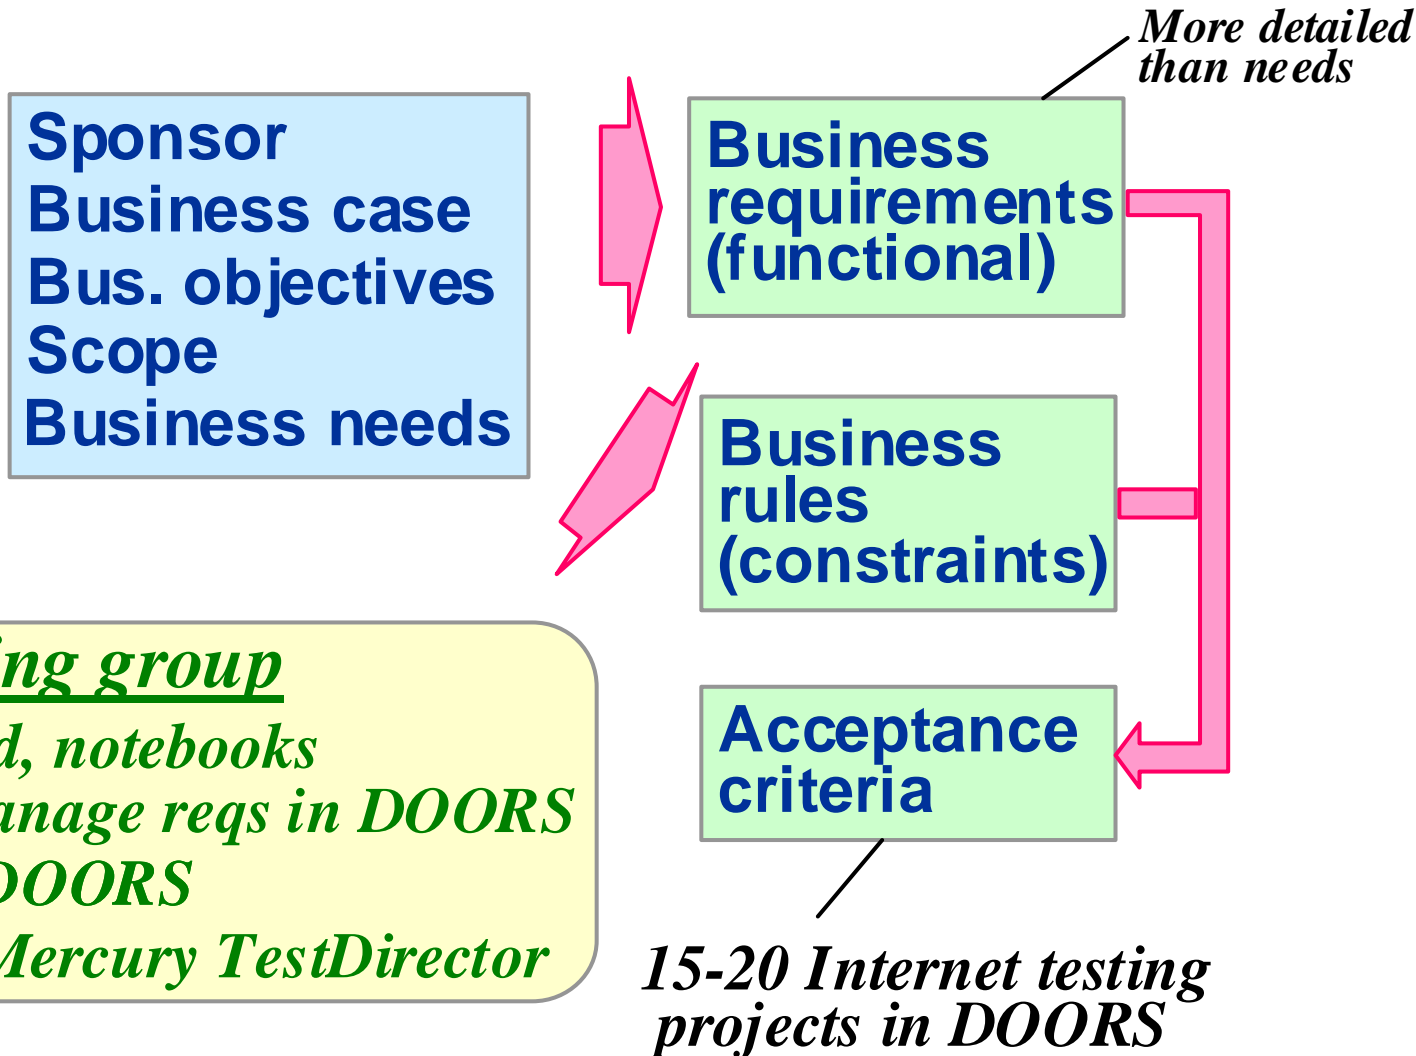 More detailed
than needs
Sponsor
Business case
Bus. objectives
Scope
Business needs
Business
requirements
(functional)
Business
rules
(constraints)
Acceptance
criteria
ing group
d, notebooks
anage reqs in DOORS
DOORS
Mercury TestDirector
15-20 Internet testing
projects in DOORS